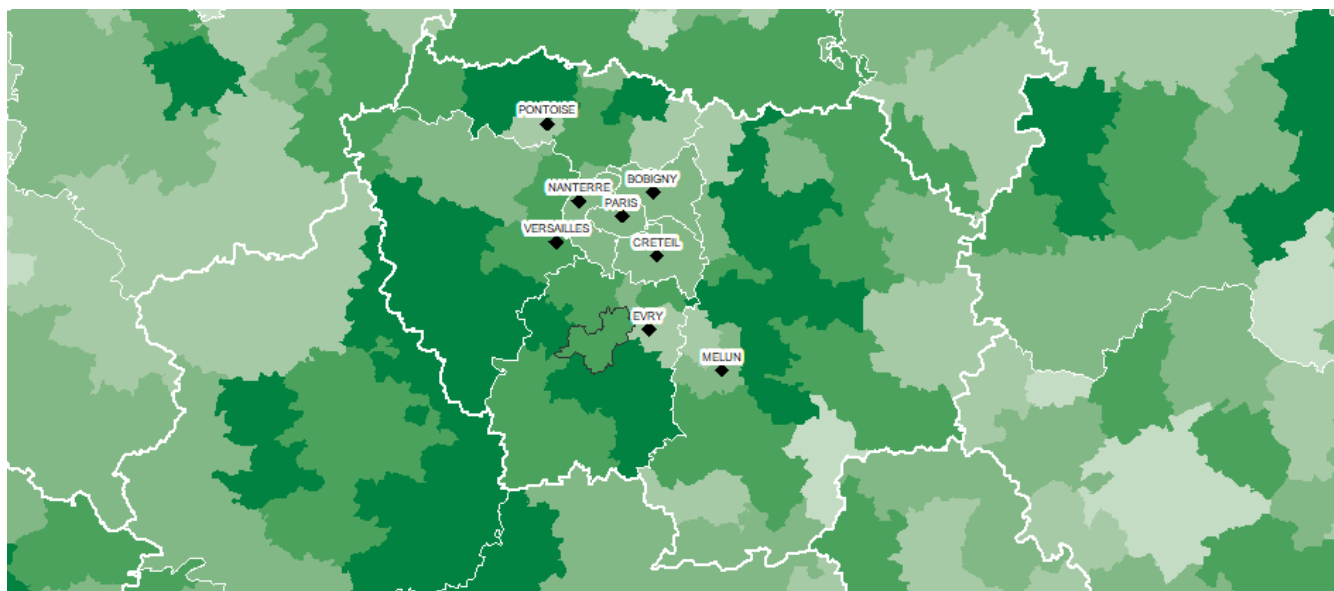 PONTOISE
BOBIGNY
NANTERRE
PARIS
VERSAILLES
CRETEIL
EVRY
MELUN